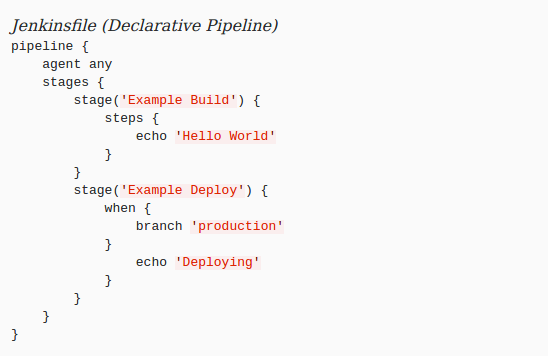 Jenkinsfile (Declarative Pipeline)
pipeline {
    agent any
    stages {
        stage('Example Build') {
            steps {
                echo 'Hello World'
            }
        }
        stage('Example Deploy') {
            when {
                branch 'production'
            }
                echo 'Deploying'
            }
        }
    }
}